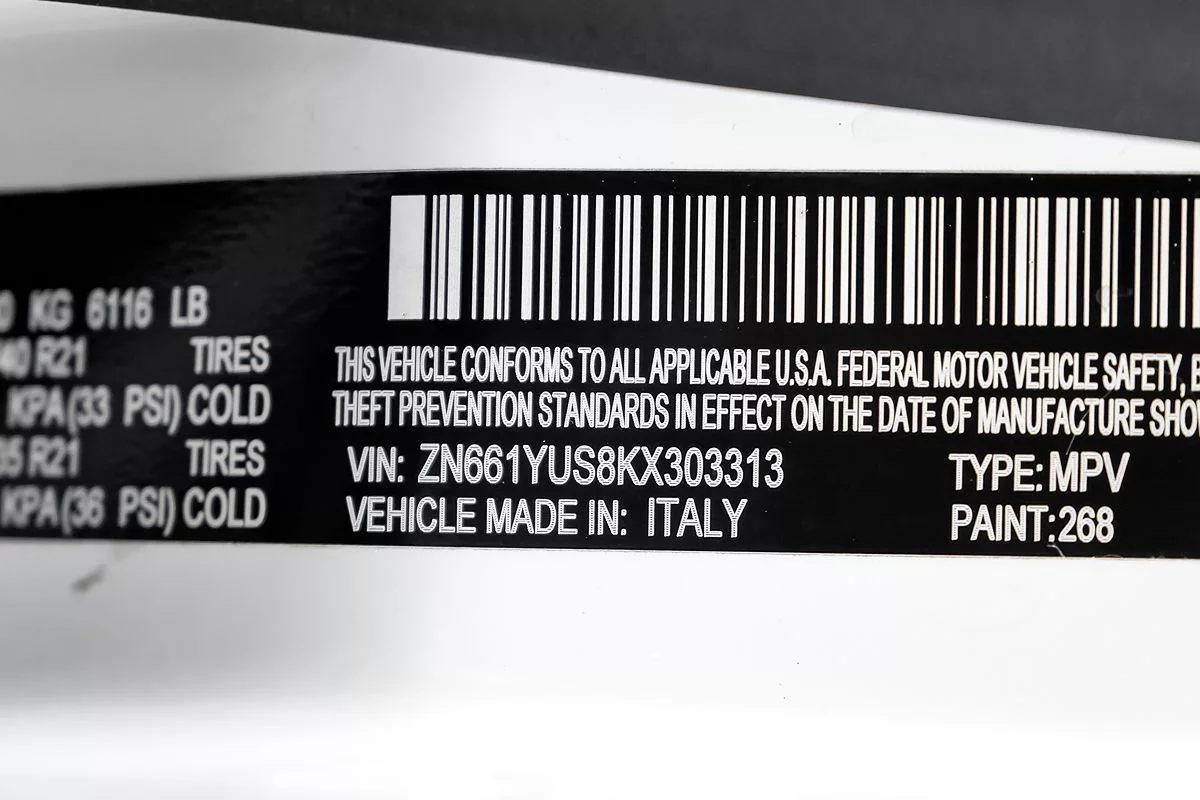 KG 6116 LB
R21 TIRES
KPA(33 PSI) COLD
R21 TIRES
KPA(36 PSI) COLD
THIS VEHICLE CONFORMS TO ALL APPLICABLE U.S.A. FEDERAL MOTOR VEHICLE SAFETY,
THEFT PREVENTION STANDARDS IN EFFECT ON THE DATE OF MANUFACTURE
VIN: ZN661YUS8KX303313 TYPE: MPV
VEHICLE MADE IN: ITALY PAINT:268